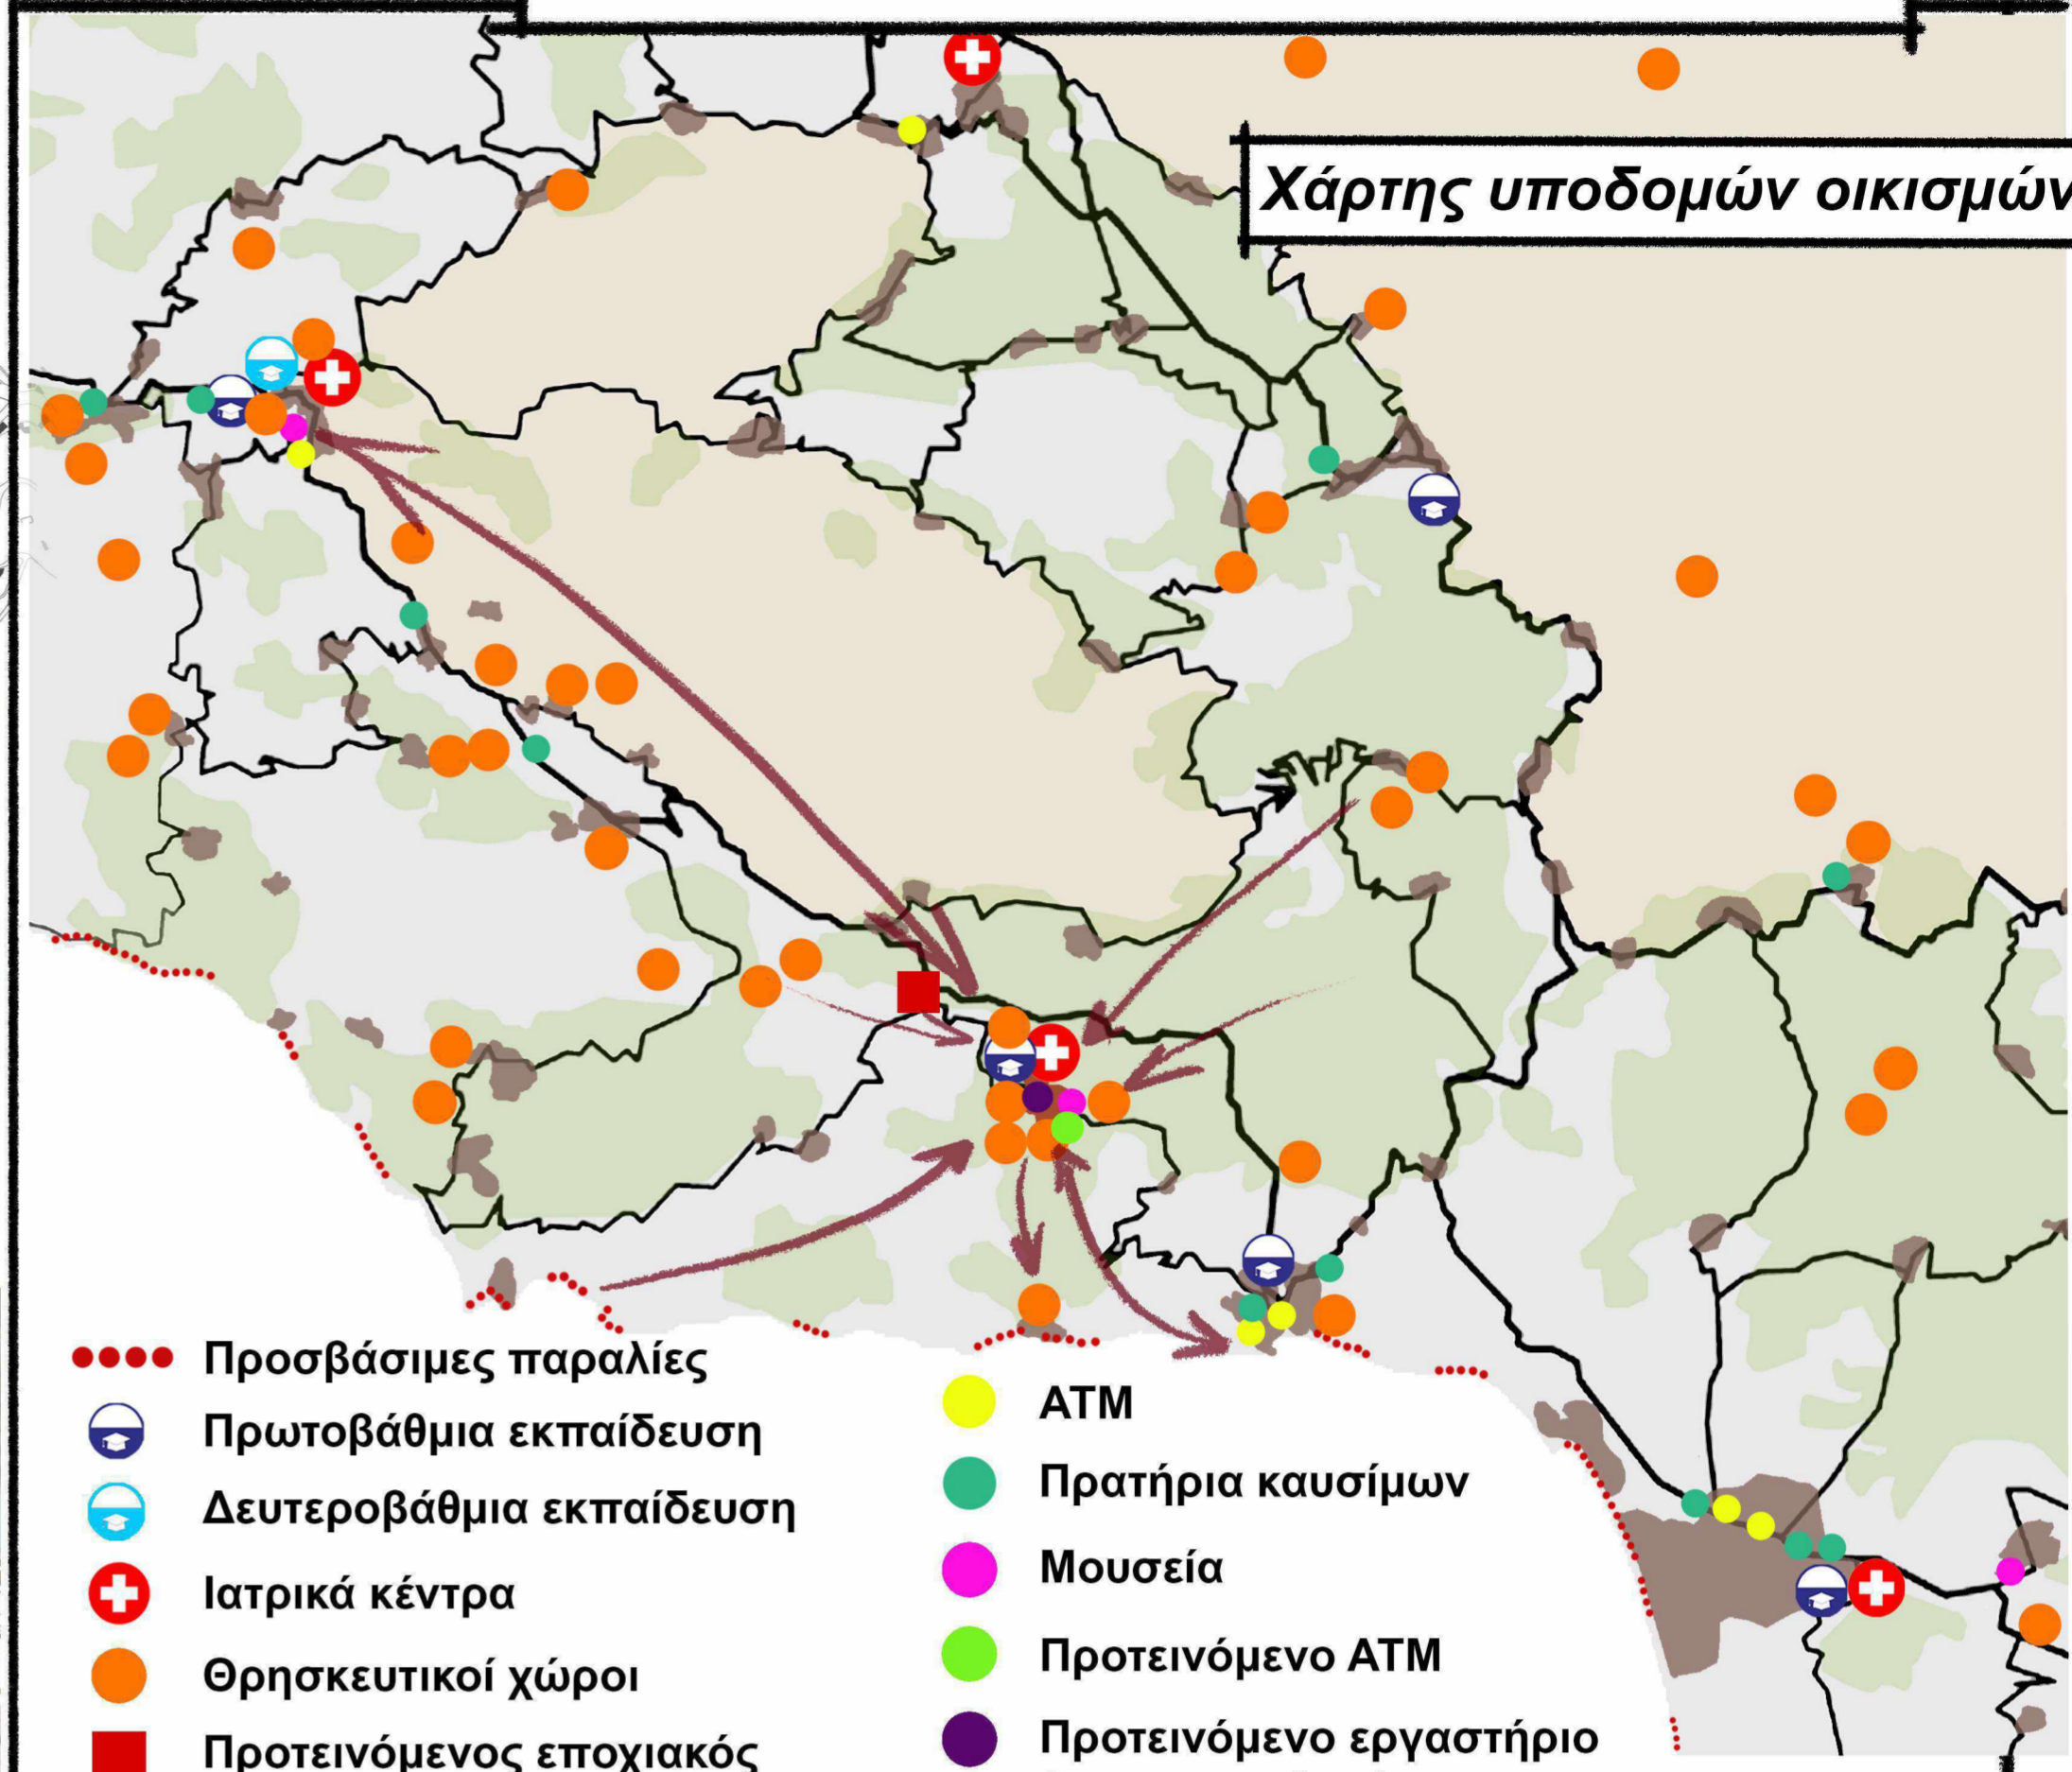 Χάρτης υποδομών οικισμών
Προσβάσιμες παραλίες
Πρωτοβάθμια εκπαίδευση
Δευτεροβάθμια εκπαίδευση
Ιατρικά κέντρα
Θρησκευτικοί χώροι
Προτεινόμενος εποχιακός
ATM
Πρατήρια καυσίμων
Μουσεία
Προτεινόμενο ATM
Προτεινόμενο εργαστήριο